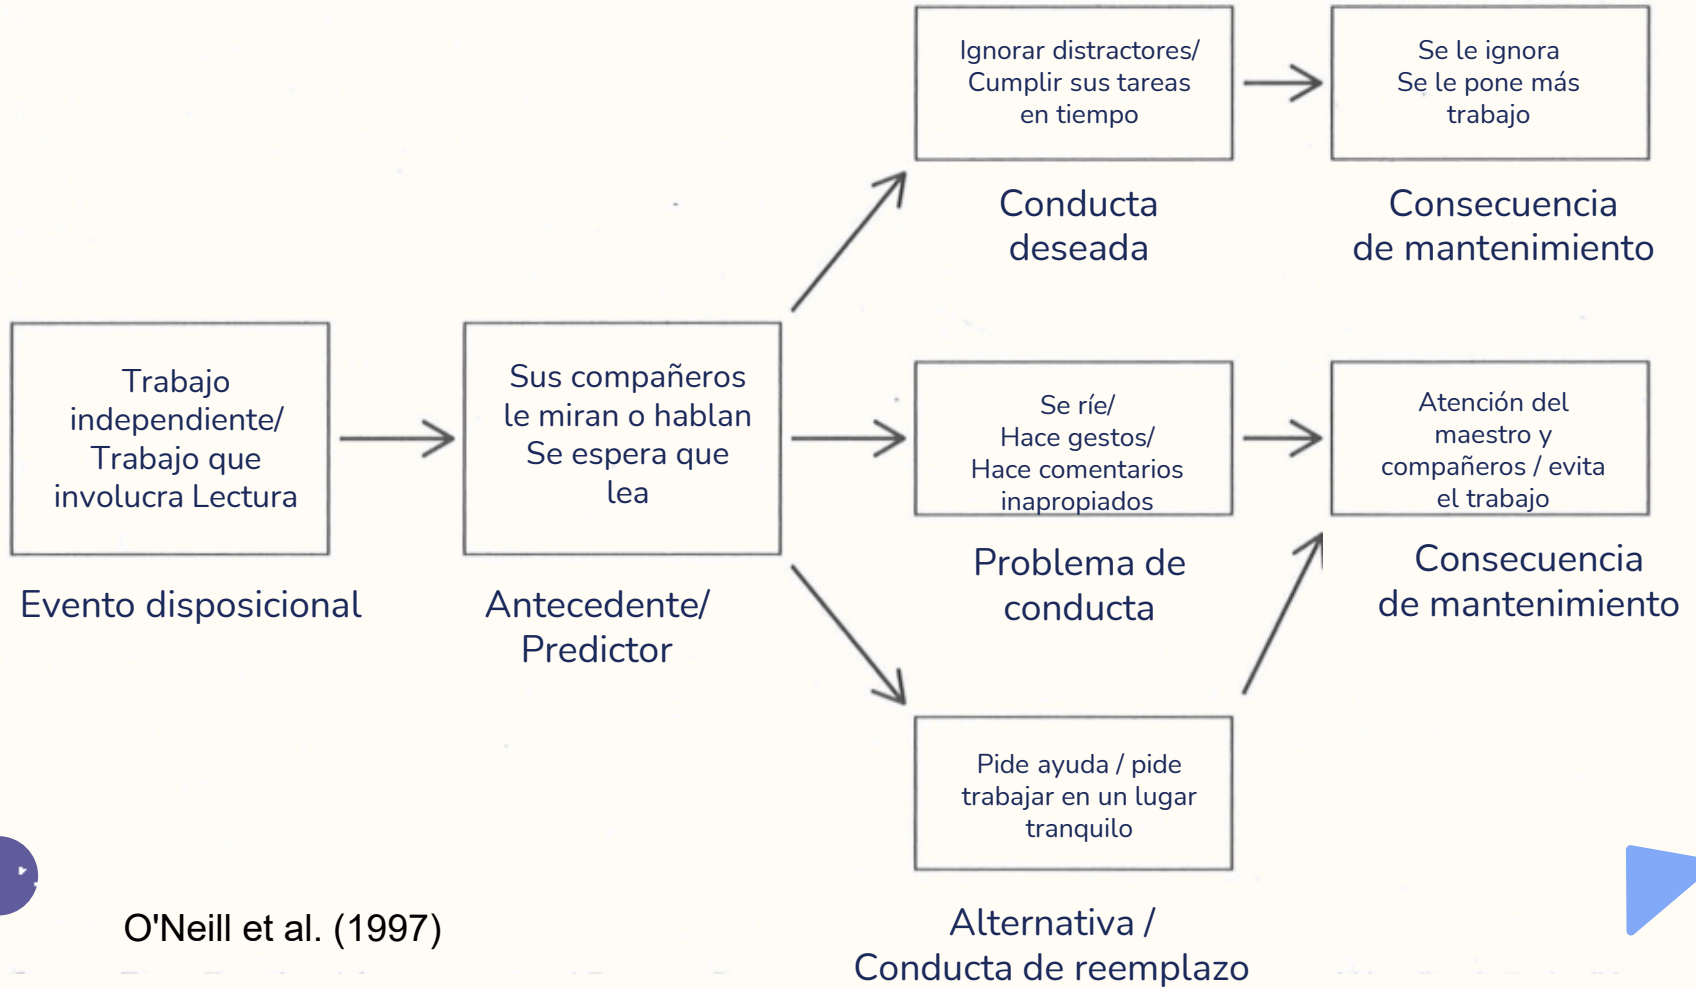 Ignorar distractores/
Cumplir sus tareas
en tiempo
Conducta
deseada
Se le ignora
Se le pone más
trabajo
Consecuencia
de mantenimiento
Trabajo
independiente/
Trabajo que
involucra Lectura
Evento disposicional
Sus compañeros
le miran o hablan
Se espera que
lea
Antecedente/
Predictor
Se ríe/
Hace gestos/
Hace comentarios
inapropiados
Problema de
conducta
Atención del
maestro y
compañeros / evita
el trabajo
Consecuencia
de mantenimiento
Pide ayuda / pide
trabajar en un lugar
tranquilo
Alternativa /
Conducta de reemplazo
O'Neill et al. (1997)